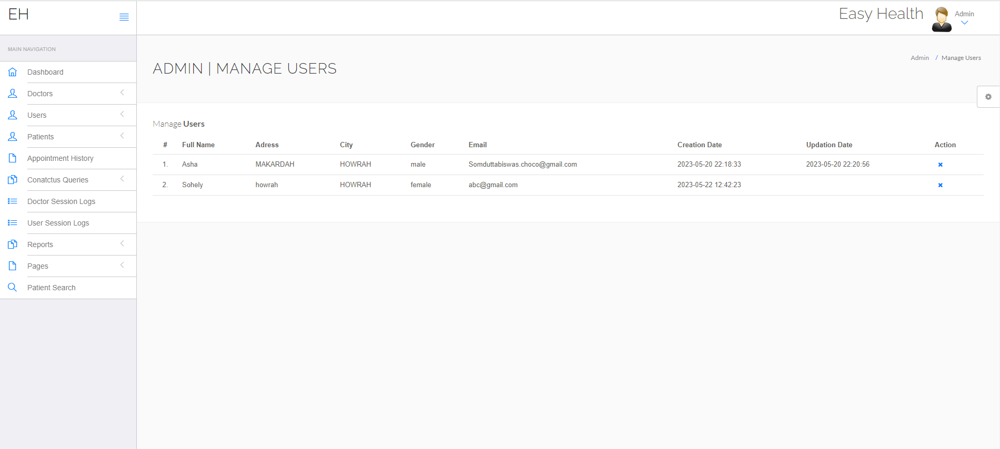 EH
Easy Health
Admin
MAIN NAVIGATION
Dashboard
Doctors
Users
Patients
Appointment History
Conatctus Queries
Doctor Session Logs
User Session Logs
Reports
Pages
Patient Search
ADMIN | MANAGE USERS
Admin / Manage Users
Manage Users
# Full Name Adress City Gender Email Creation Date Updation Date Action
1. Asha MAKARDAH HOWRAH male Somduttabiswas.choco@gmail.com 2023-05-20 22:18:33 2023-05-20 22:20:56
2. Sohely howrah HOWRAH female abc@gmail.com 2023-05-22 12:42:23